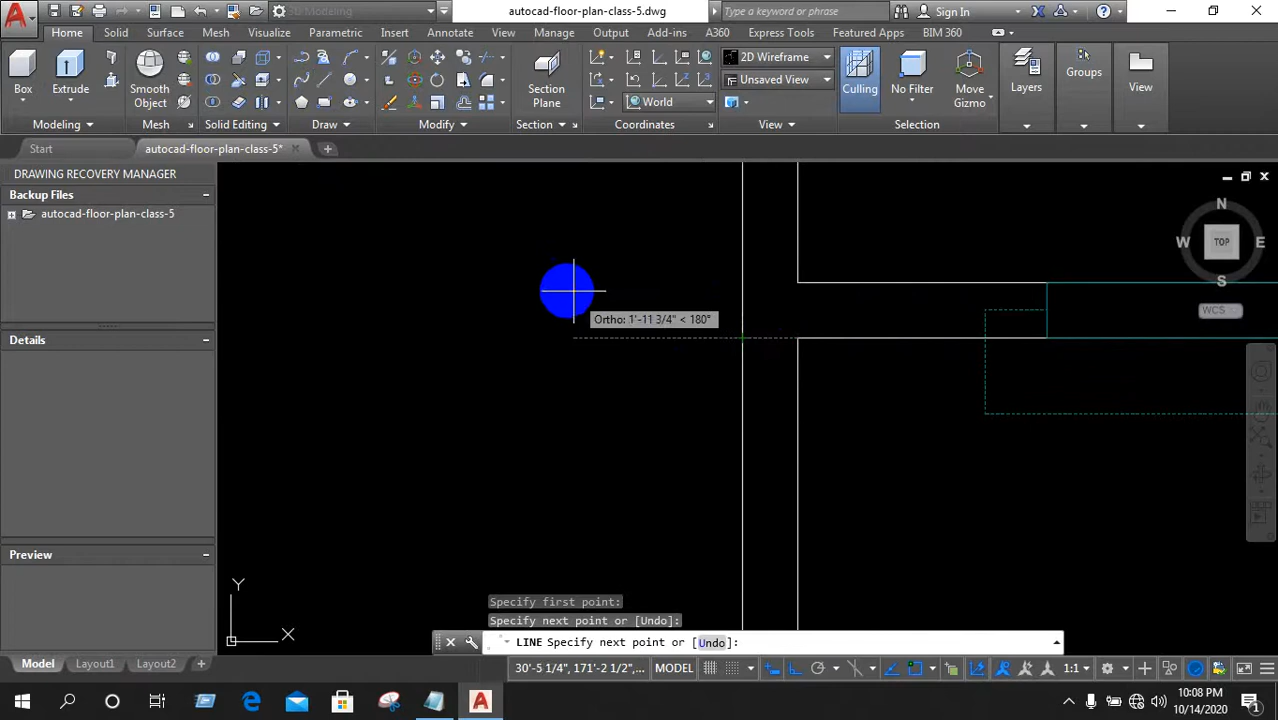 3D Modeling
autocad-floor-plan-class-5.dwg
Type a keyword or phrase
Sign In
Home Solid Surface Mesh Visualize Parametric Insert Annotate View Manage Output Add-ins A360 Express Tools Featured Apps BIM 360
2D Wireframe
Unsaved View
World
Box Extrude Smooth Object Section Plane Culling No Filter Move Gizmo Layers Groups View
Modeling Mesh Solid Editing Draw Modify Section Coordinates View Selection
Start autocad-floor-plan-class-5*
DRAWING RECOVERY MANAGER
Backup Files
autocad-floor-plan-class-5
Details
Preview
N
W TOP E
S
WCS
Ortho: 1'-11 3/4" < 180°
Y
X
Specify first point:
Specify next point or [Undo]:
LINE Specify next point or [Undo]:
Model Layout1 Layout2
30'-5 1/4", 171'-2 1/2", MODEL 1:1
10:08 PM
10/14/2020
1